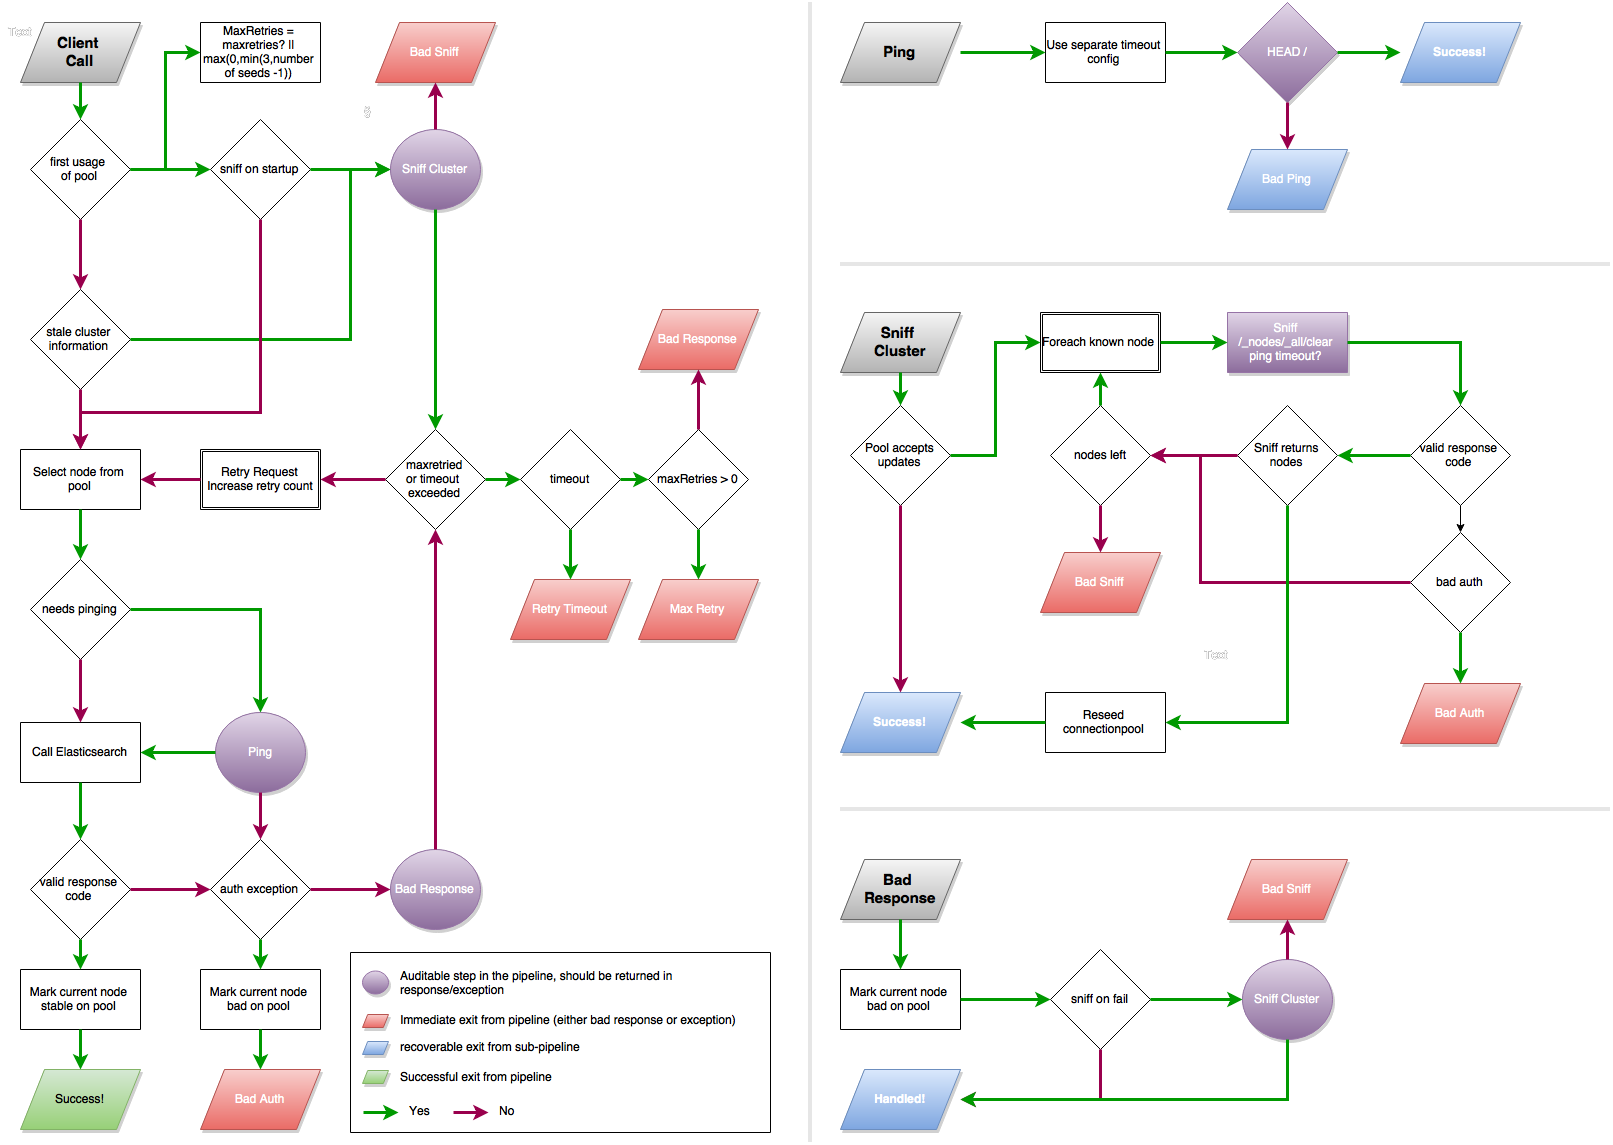 Text
Client
Call
MaxRetries =
maxretries? ||
max(0,min(3,number
of seeds -1))
Bad Sniff
first usage
of pool
sniff on startup
Sniff Cluster
stale cluster
information
Bad Response
Select node from
pool
Retry Request
Increase retry count
maxretried
or timeout
exceeded
timeout
maxRetries > 0
needs pinging
Retry Timeout
Max Retry
Call Elasticsearch
Ping
valid response
code
auth exception
Bad Response
Mark current node
stable on pool
Mark current node
bad on pool
Success!
Bad Auth
Auditable step in the pipeline, should be returned in
response/exception
Immediate exit from pipeline (either bad response or exception)
recoverable exit from sub-pipeline
Successful exit from pipeline
Yes
No
Ping
Use separate timeout
config
HEAD /
Success!
Bad Ping
Sniff
Cluster
Foreach known node
Sniff
/_nodes/_all/clear
ping timeout?
Pool accepts
updates
nodes left
Sniff returns
nodes
valid response
code
Bad Sniff
bad auth
Text
Success!
Reseed
connectionpool
Bad Auth
Bad
Response
Bad Sniff
Mark current node
bad on pool
sniff on fail
Sniff Cluster
Handled!